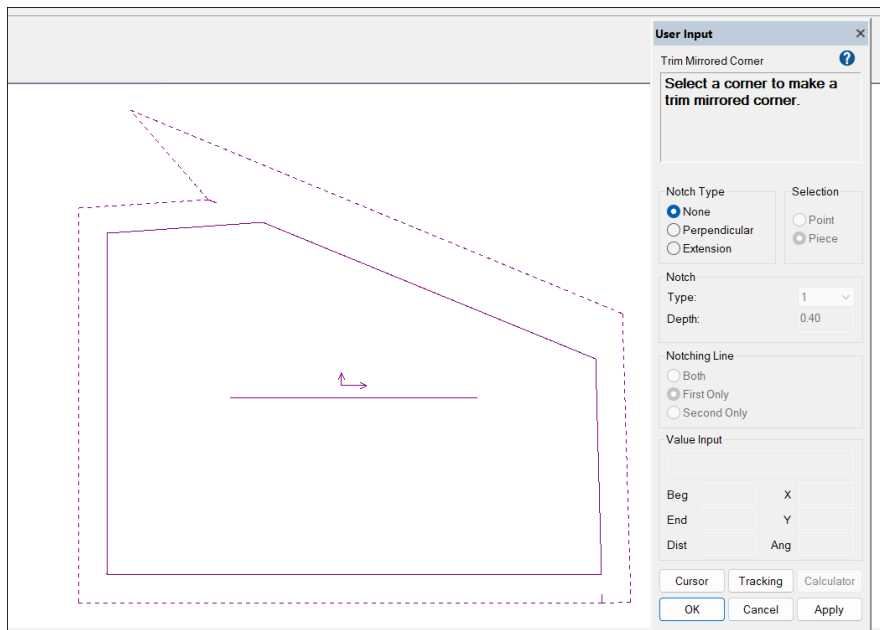 User Input
Trim Mirrored Corner
?
Select a corner to make a
trim mirrored corner.
Notch Type
None
Perpendicular
Extension
Selection
Point
Piece
Notch
Type:
1
Depth:
0.40
Notching Line
Both
First Only
Second Only
Value Input
Beg
X
End
Y
Dist
Ang
Cursor
Tracking
Calculator
OK
Cancel
Apply